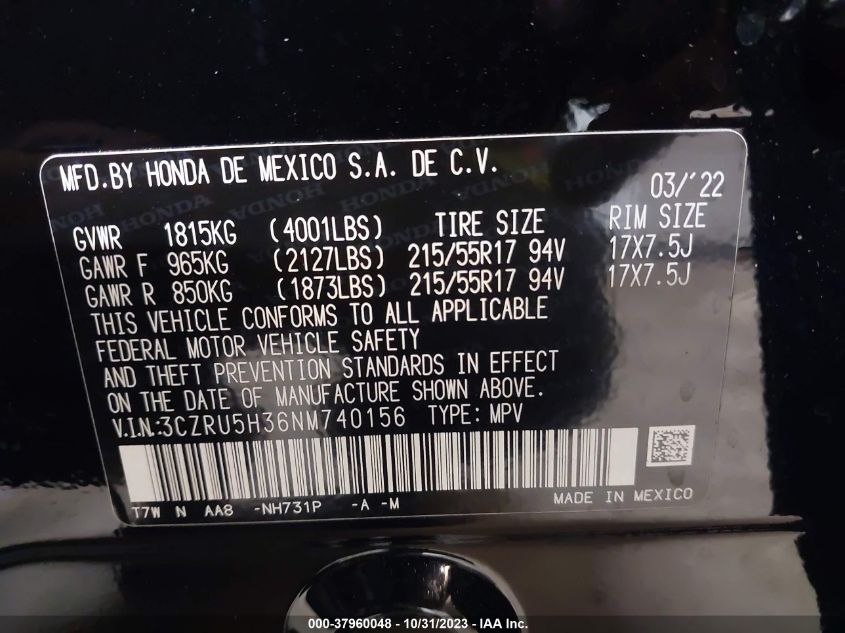 MFD.BY HONDA DE MEXICO S.A. DE C.V.
03/'22
GVWR 1815KG (4001LBS) TIRE SIZE RIM SIZE
GAWR F 965KG (2127LBS) 215/55R17 94V 17X7.5J
GAWR R 850KG (1873LBS) 215/55R17 94V 17X7.5J
THIS VEHICLE CONFORMS TO ALL APPLICABLE
FEDERAL MOTOR VEHICLE SAFETY
AND THEFT PREVENTION STANDARDS IN EFFECT
ON THE DATE OF MANUFACTURE SHOWN ABOVE.
V.I.N.:3CZRU5H36NM740156 TYPE: MPV
T7W N AA8 -NH731P -A -M MADE IN MEXICO
000-37960048 - 10/31/2023 - IAA Inc.